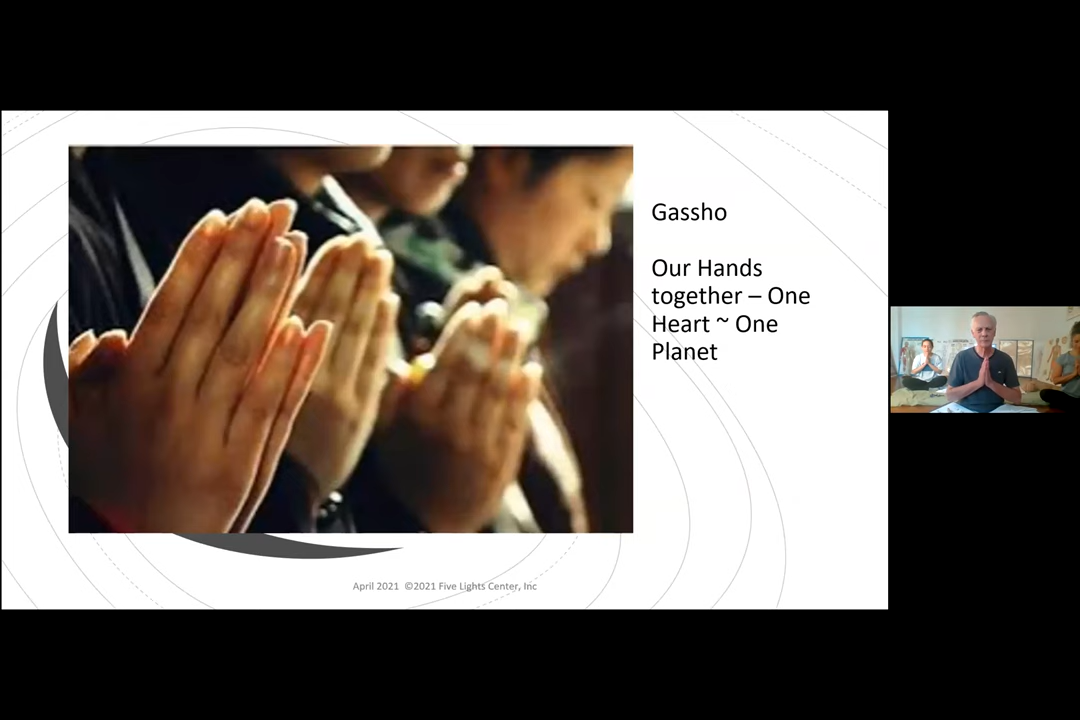 Gassho
Our Hands
together – One
Heart ~ One
Planet
April 2021 ©2021 Five Lights Center, Inc